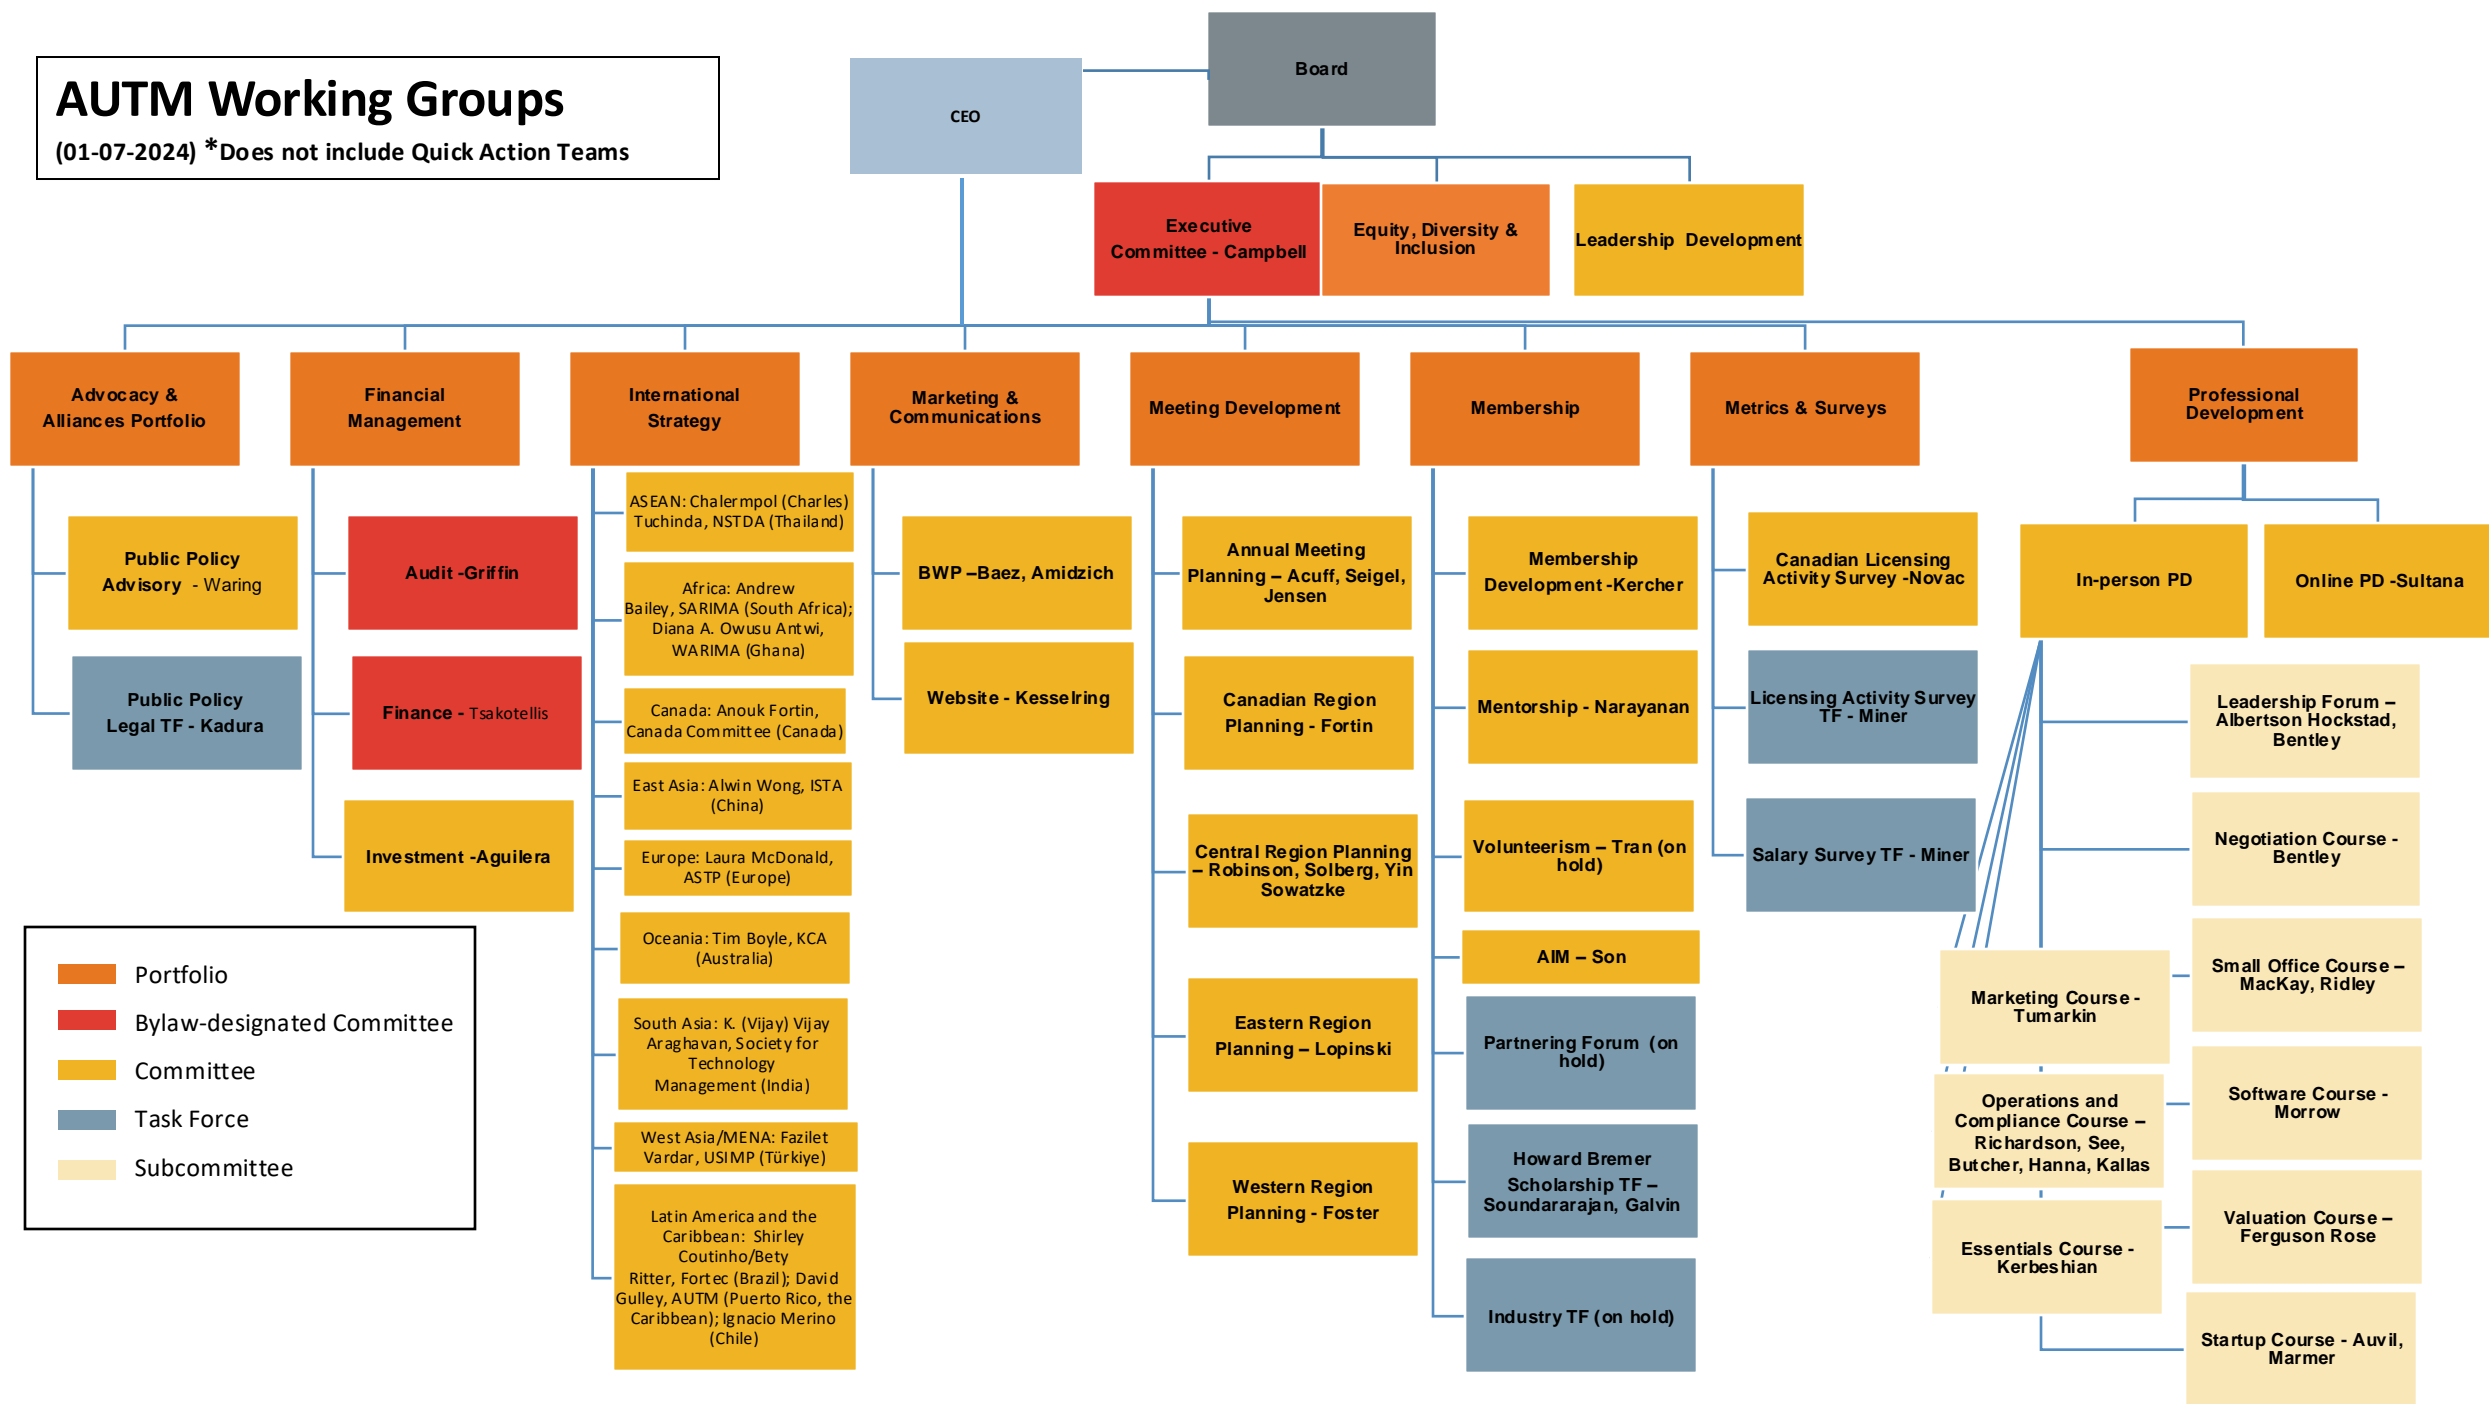 AUTM Working Groups
(01-07-2024) *Does not include Quick Action Teams
Board
CEO
Executive
Committee - Campbell
Equity, Diversity &
Inclusion
Leadership Development
Advocacy &
Alliances Portfolio
Financial
Management
International
Strategy
Marketing &
Communications
Meeting Development
Membership
Metrics & Surveys
Professional
Development
Public Policy
Advisory - Waring
Public Policy
Legal TF - Kadura
Audit -Griffin
Finance - Tsakotellis
Investment -Aguilera
ASEAN: Chalermpol (Charles)
Tuchinda, NSTDA (Thailand)
Africa: Andrew
Bailey, SARIMA (South Africa);
Diana A. Owusu Antwi,
WARIMA (Ghana)
Canada: Anouk Fortin,
Canada Committee (Canada)
East Asia: Alwin Wong, ISTA
(China)
Europe: Laura McDonald,
ASTP (Europe)
Oceania: Tim Boyle, KCA
(Australia)
South Asia: K. (Vijay) Vijay
Araghavan, Society for
Technology
Management (India)
West Asia/MENA: Fazilet
Vardar, USIMP (Türkiye)
Latin America and the
Caribbean: Shirley
Coutinho/Bety
Ritter, Fortec (Brazil); David
Gulley, AUTM (Puerto Rico, the
Caribbean); Ignacio Merino
(Chile)
BWP –Baez, Amidzich
Website - Kesselring
Annual Meeting
Planning – Acuff, Seigel,
Jensen
Canadian Region
Planning - Fortin
Central Region Planning
– Robinson, Solberg, Yin
Sowatzke
Eastern Region
Planning – Lopinski
Western Region
Planning - Foster
Membership
Development -Kercher
Mentorship - Narayanan
Volunteerism – Tran (on
hold)
AIM – Son
Partnering Forum (on
hold)
Howard Bremer
Scholarship TF –
Soundararajan, Galvin
Industry TF (on hold)
Canadian Licensing
Activity Survey -Novac
Licensing Activity Survey
TF - Miner
Salary Survey TF - Miner
In-person PD
Online PD -Sultana
Leadership Forum –
Albertson Hockstad,
Bentley
Negotiation Course -
Bentley
Small Office Course –
MacKay, Ridley
Software Course -
Morrow
Valuation Course –
Ferguson Rose
Startup Course - Auvil,
Marmer
Marketing Course -
Tumarkin
Operations and
Compliance Course –
Richardson, See,
Butcher, Hanna, Kallas
Essentials Course -
Kerbeshian
Portfolio
Bylaw-designated Committee
Committee
Task Force
Subcommittee